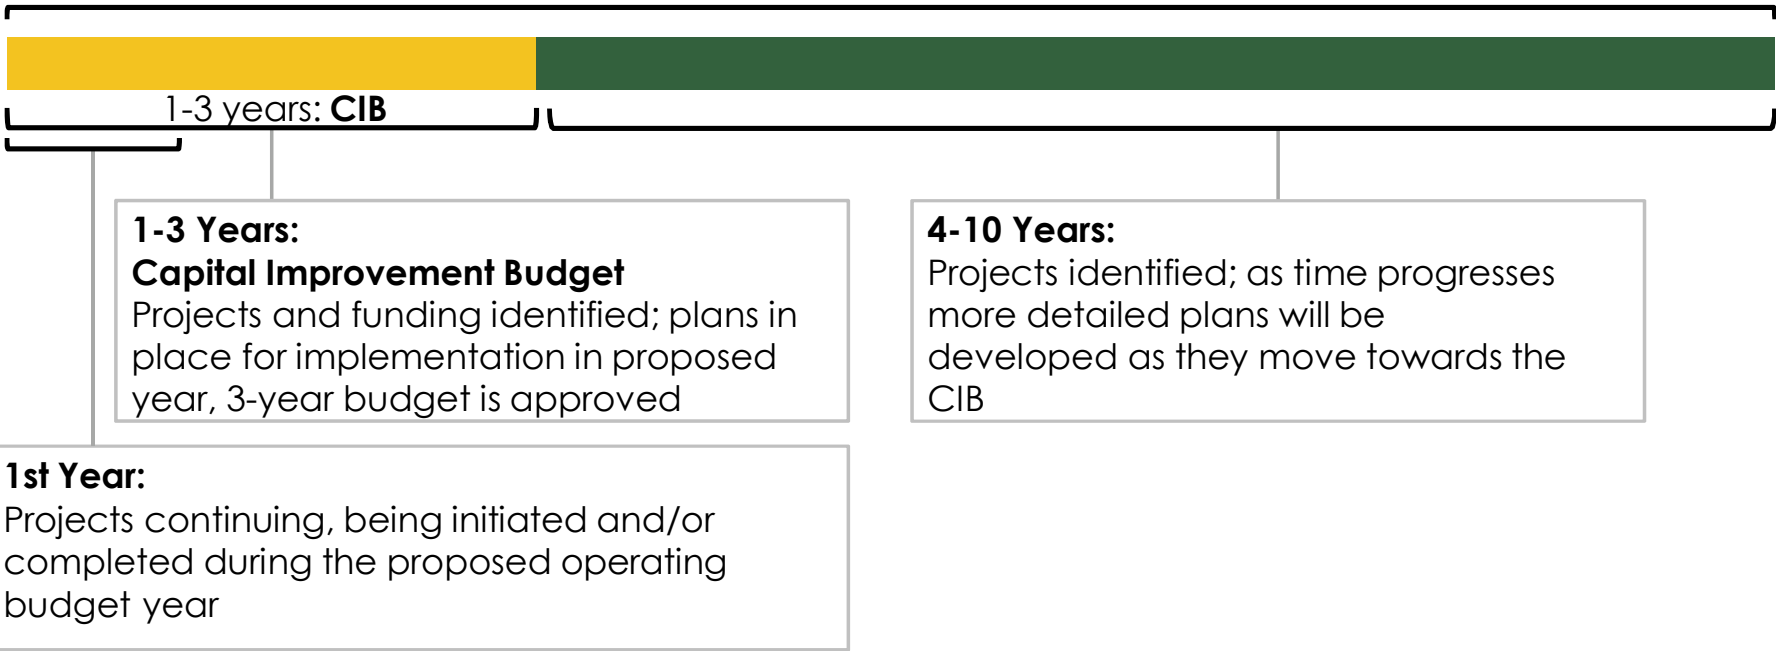 1-3 years: CIB
1-3 Years:
Capital Improvement Budget
Projects and funding identified; plans in
place for implementation in proposed
year, 3-year budget is approved
4-10 Years:
Projects identified; as time progresses
more detailed plans will be
developed as they move towards the
CIB
1st Year:
Projects continuing, being initiated and/or
completed during the proposed operating
budget year